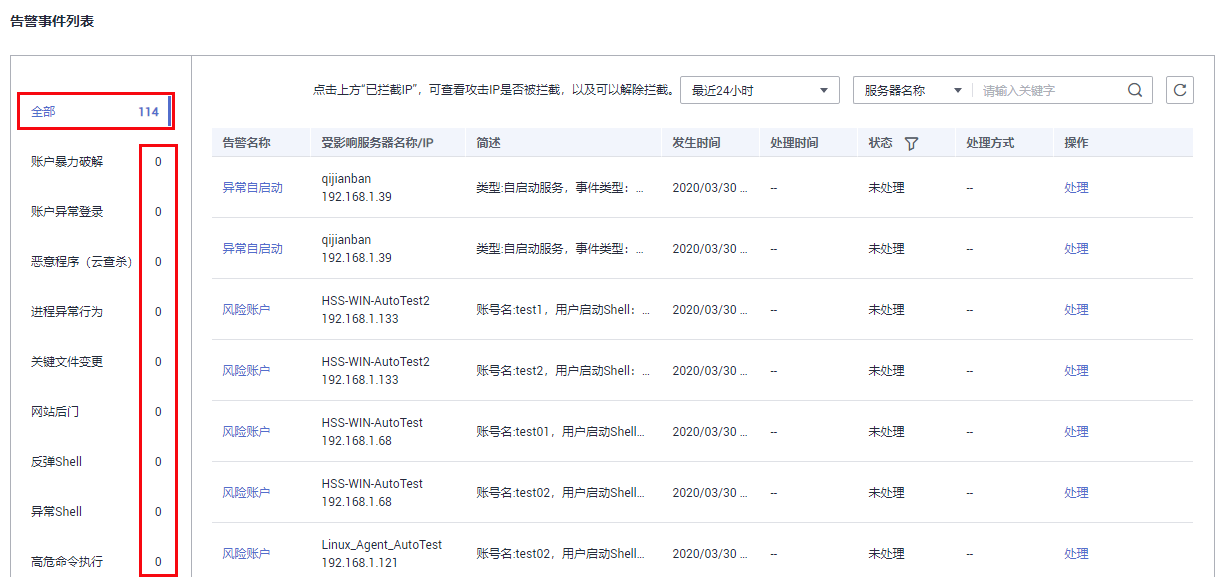 告警事件列表
点击上方“已拦截IP”，可查看攻击IP是否被拦截，以及可以解除拦截。 最近24小时 服务器名称 请输入关键字
全部 114
账户暴力破解 0
账户异常登录 0
恶意程序（云查杀） 0
进程异常行为 0
关键文件变更 0
网站后门 0
反弹Shell 0
异常Shell 0
高危命令执行 0
告警名称 受影响服务器名称/IP 简述 发生时间 处理时间 状态 处理方式 操作
异常自启动 qijianban 类型:自启动服务，事件类型：... 2020/03/30 ... -- 未处理 -- 处理
192.168.1.39
异常自启动 qijianban 类型:自启动服务，事件类型：... 2020/03/30 ... -- 未处理 -- 处理
192.168.1.39
风险账户 HSS-WIN-AutoTest2 账号名:test1，用户启动Shell：... 2020/03/30 ... -- 未处理 -- 处理
192.168.1.133
风险账户 HSS-WIN-AutoTest2 账号名:test2，用户启动Shell：... 2020/03/30 ... -- 未处理 -- 处理
192.168.1.133
风险账户 HSS-WIN-AutoTest 账号名:test01，用户启动Shell... 2020/03/30 ... -- 未处理 -- 处理
192.168.1.68
风险账户 HSS-WIN-AutoTest 账号名:test02，用户启动Shell... 2020/03/30 ... -- 未处理 -- 处理
192.168.1.68
风险账户 Linux_Agent_AutoTest 账号名:test02，用户启动Shell... 2020/03/30 ... -- 未处理 -- 处理
192.168.1.121